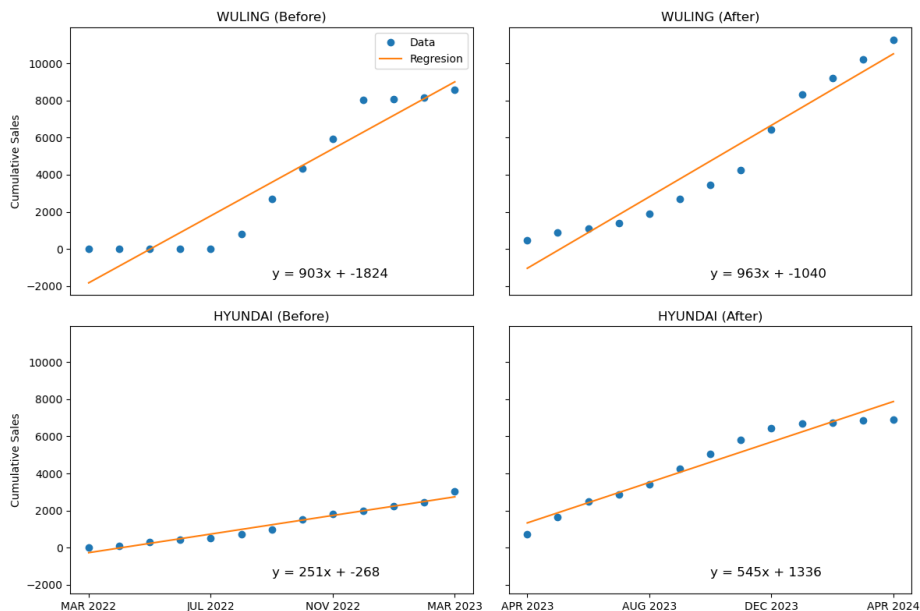 WULING (Before)
WULING (After)
Data
Regresion
10000
8000
6000
4000
2000
0
−2000
Cumulative Sales
y = 903x + -1824
y = 963x + -1040
HYUNDAI (Before)
HYUNDAI (After)
10000
8000
6000
4000
2000
0
−2000
Cumulative Sales
y = 251x + -268
y = 545x + 1336
MAR 2022
JUL 2022
NOV 2022
MAR 2023
APR 2023
AUG 2023
DEC 2023
APR 2024